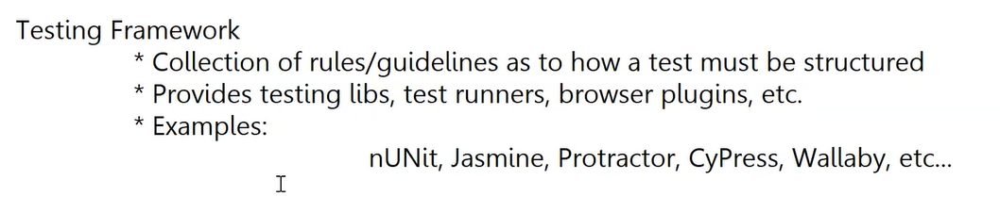 Testing Framework
* Collection of rules/guidelines as to how a test must be structured
* Provides testing libs, test runners, browser plugins, etc.
* Examples:
nUNit, Jasmine, Protractor, CyPress, Wallaby, etc...